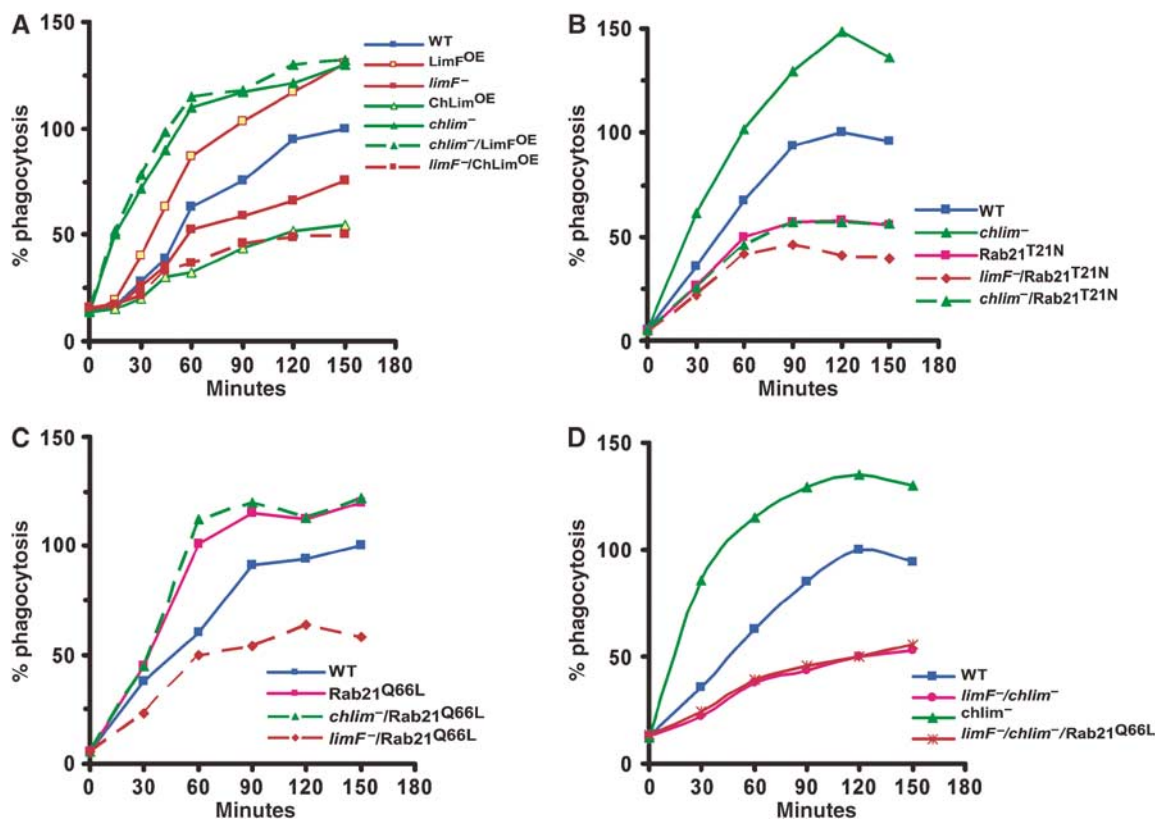 A
% phagocytosis
150
100
50
0
0 30 60 90 120 150 180
Minutes
WT
LimF^OE
limF⁻
ChLim^OE
chlim⁻
chlim⁻/LimF^OE
limF⁻/ChLim^OE
B
% phagocytosis
150
100
50
0
0 30 60 90 120 150 180
Minutes
WT
chlim⁻
Rab21^T21N
limF⁻/Rab21^T21N
chlim⁻/Rab21^T21N
C
% phagocytosis
150
100
50
0
0 30 60 90 120 150 180
Minutes
WT
Rab21^Q66L
chlim⁻/Rab21^Q66L
limF⁻/Rab21^Q66L
D
% phagocytosis
150
100
50
0
0 30 60 90 120 150 180
Minutes
WT
limF⁻/chlim⁻
chlim⁻
limF⁻/chlim⁻/Rab21^Q66L